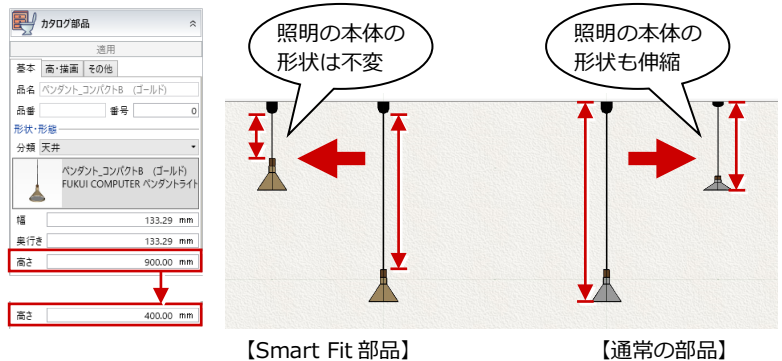 カタログ部品
適用
基本 高・描画 その他
品名 ペンダント_コンパクトB (ゴールド)
品番 番号 0
形状・形態
分類 天井
ペンダント_コンパクトB (ゴールド)
FUKUI COMPUTER ペンダントライト
幅 133.29 mm
奥行き 133.29 mm
高さ 900.00 mm
高さ 400.00 mm
照明の本体の
形状は不変
照明の本体の
形状も伸縮
【Smart Fit 部品】
【通常の部品】